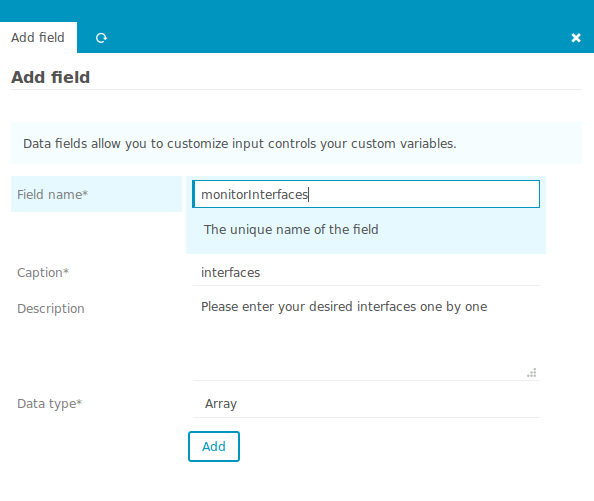 Add field
Add field
Data fields allow you to customize input controls your custom variables.
Field name*
monitorInterfaces
The unique name of the field
Caption*
interfaces
Description
Please enter your desired interfaces one by one
Data type*
Array
Add